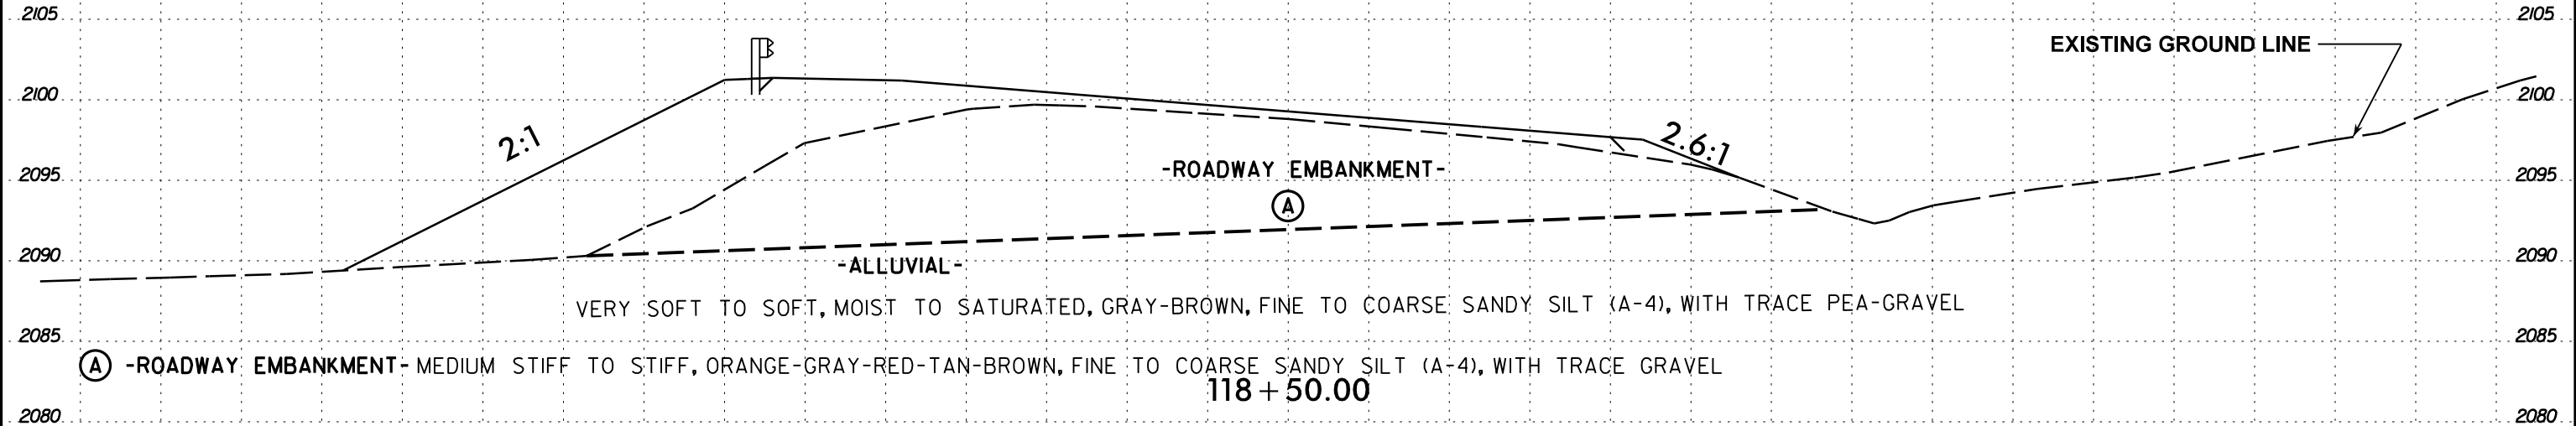 2105 2105
EXISTING GROUND LINE
2100 2100
2:1
2.6:1
-ROADWAY EMBANKMENT-
2095 2095
A
2090 2090
-ALLUVIAL-
VERY SOFT TO SOFT, MOIST TO SATURATED, GRAY-BROWN, FINE TO COARSE SANDY SILT (A-4), WITH TRACE PEA-GRAVEL
2085 2085
A -ROADWAY EMBANKMENT- MEDIUM STIFF TO STIFF, ORANGE-GRAY-RED-TAN-BROWN, FINE TO COARSE SANDY SILT (A-4), WITH TRACE GRAVEL
118+50.00
2080 2080